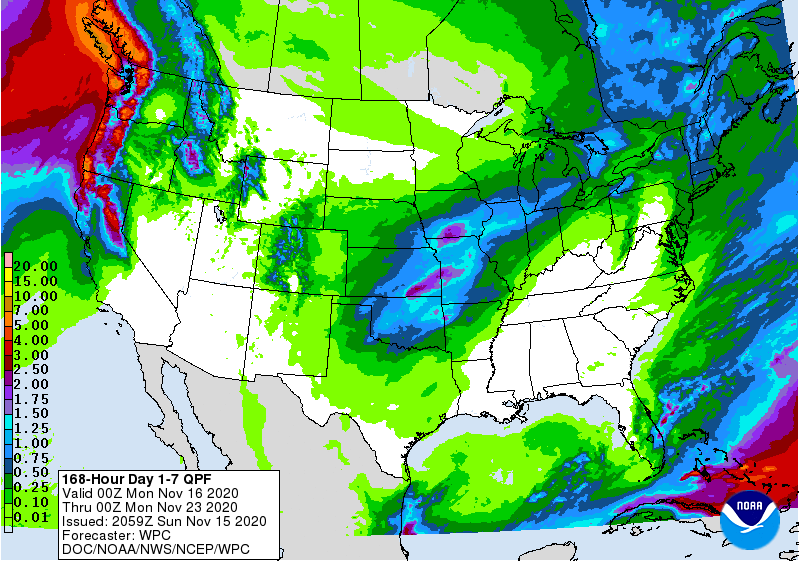 20.00
15.00
10.00
7.00
5.00
4.00
3.00
2.50
2.00
1.75
1.50
1.25
1.00
0.75
0.50
0.25
0.10
0.01
168-Hour Day 1-7 QPF
Valid 00Z Mon Nov 16 2020
Thru 00Z Mon Nov 23 2020
Issued: 2059Z Sun Nov 15 2020
Forecaster: WPC
DOC/NOAA/NWS/NCEP/WPC
NOAA